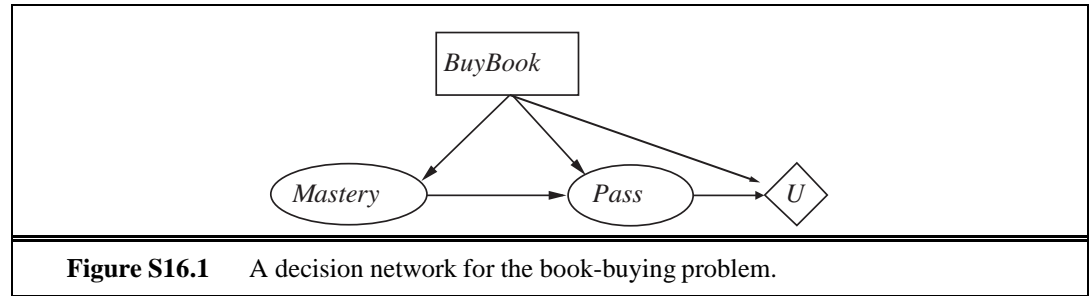 BuyBook
Mastery
Pass
U
Figure S16.1 A decision network for the book-buying problem.